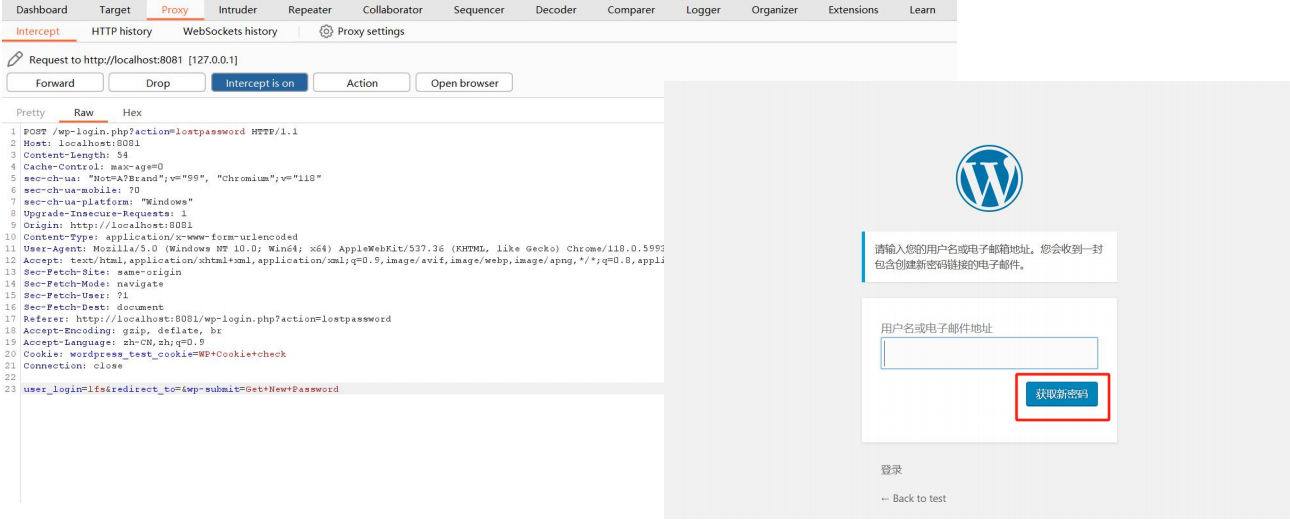 Dashboard Target Proxy Intruder Repeater Collaborator Sequencer Decoder Comparer Logger Organizer Extensions Learn
Intercept HTTP history WebSockets history Proxy settings
Request to http://localhost:8081 [127.0.0.1]
Forward Drop Intercept is on Action Open browser
Pretty Raw Hex
1 POST /wp-login.php?action=lostpassword HTTP/1.1
2 Host: localhost:8081
3 Content-Length: 54
4 Cache-Control: max-age=0
5 sec-ch-ua: "Not=A?Brand";v="99", "Chromium";v="118"
6 sec-ch-ua-mobile: ?0
7 sec-ch-ua-platform: "Windows"
8 Upgrade-Insecure-Requests: 1
9 Origin: http://localhost:8081
10 Content-Type: application/x-www-form-urlencoded
11 User-Agent: Mozilla/5.0 (Windows NT 10.0; Win64; x64) AppleWebKit/537.36 (KHTML, like Gecko) Chrome/118.0.5993
12 Accept: text/html,application/xhtml+xml,application/xml;q=0.9,image/avif,image/webp,image/apng,*/*;q=0.8,appli
13 Sec-Fetch-Site: same-origin
14 Sec-Fetch-Mode: navigate
15 Sec-Fetch-User: ?1
16 Sec-Fetch-Dest: document
17 Referer: http://localhost:8081/wp-login.php?action=lostpassword
18 Accept-Encoding: gzip, deflate, br
19 Accept-Language: zh-CN,zh;q=0.9
20 Cookie: wordpress_test_cookie=WP+Cookie+check
21 Connection: close
22
23 user_login=lfs&redirect_to=&wp-submit=Get+New+Password
请输入您的用户名或电子邮箱地址。您会收到一封
包含创建新密码链接的电子邮件。
用户名或电子邮件地址
获取新密码
登录
← Back to test